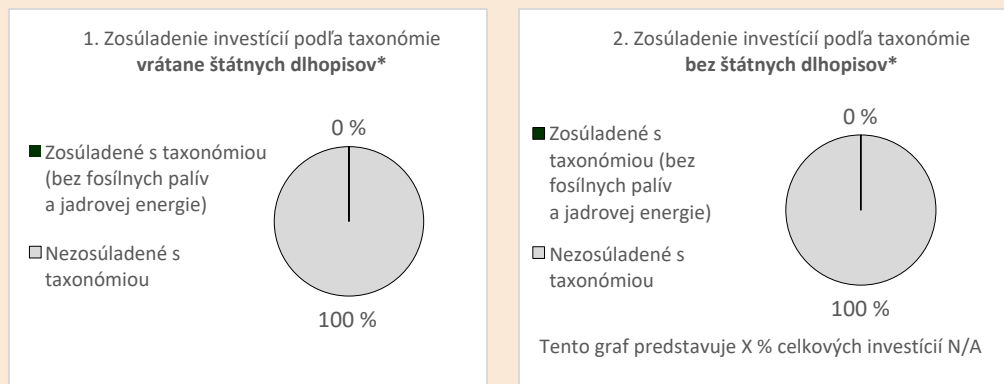 1. Zosúladenie investícií podľa taxonómie
vrátane štátnych dlhopisov*
0 %
Zosúladené s taxonómiou
(bez fosílnych palív
a jadrovej energie)
Nezosúladené s
taxonómiou
100 %
2. Zosúladenie investícií podľa taxonómie
bez štátnych dlhopisov*
0 %
Zosúladené s
taxonómiou (bez
fosílnych palív
a jadrovej energie)
Nezosúladené s
taxonómiou
100 %
Tento graf predstavuje X % celkových investícií N/A